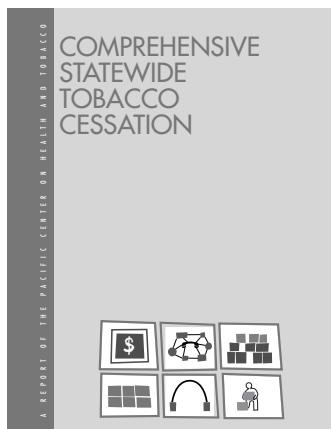 COMPREHENSIVE
STATEWIDE
TOBACCO
CESSATION
A REPORT OF THE PACIFIC CENTER ON HEALTH AND TOBACCO
$